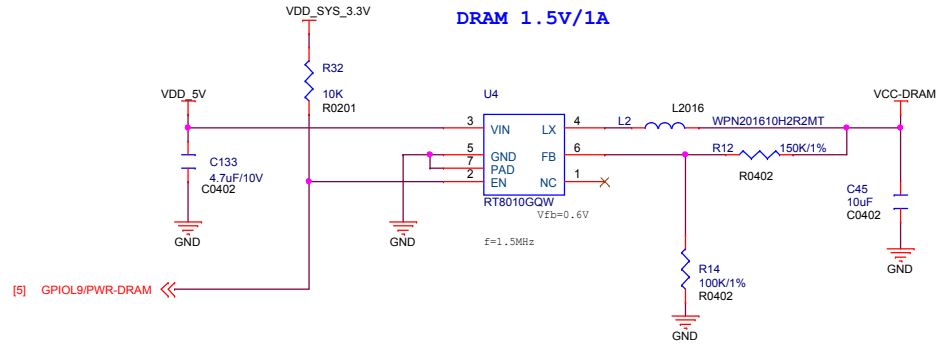 DRAM 1.5V/1A
VDD_SYS_3.3V
R32
10K
R0201
VDD_5V
U4
L2016
VCC-DRAM
3 VIN LX 4 L2 WPN201610H2R2MT
5 GND FB 6 R12 150K/1%
7 PAD
2 EN NC 1
R0402
C133
4.7uF/10V
C0402
RT8010GQW
Vfb=0.6V
C45
10uF
C0402
GND
GND
f=1.5MHz
GND
R14
100K/1%
R0402
[5] GPIOL9/PWR-DRAM
GND